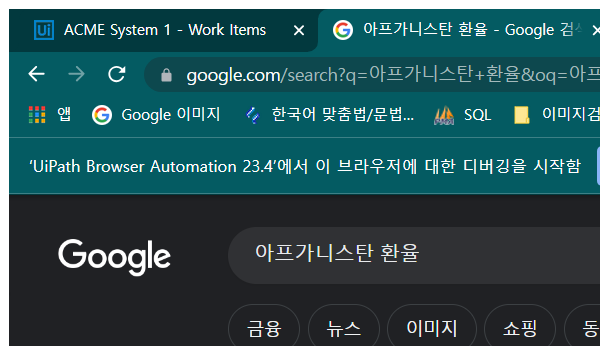 Ui ACME System 1 - Work Items 아프가니스탄 환율 - Google 검색
google.com/search?q=아프가니스탄+환율&oq=아프
앱 Google 이미지 한국어 맞춤법/문법... SQL 이미지검
'UiPath Browser Automation 23.4'에서 이 브라우저에 대한 디버깅을 시작함
Google 아프가니스탄 환율
금융 뉴스 이미지 쇼핑 동